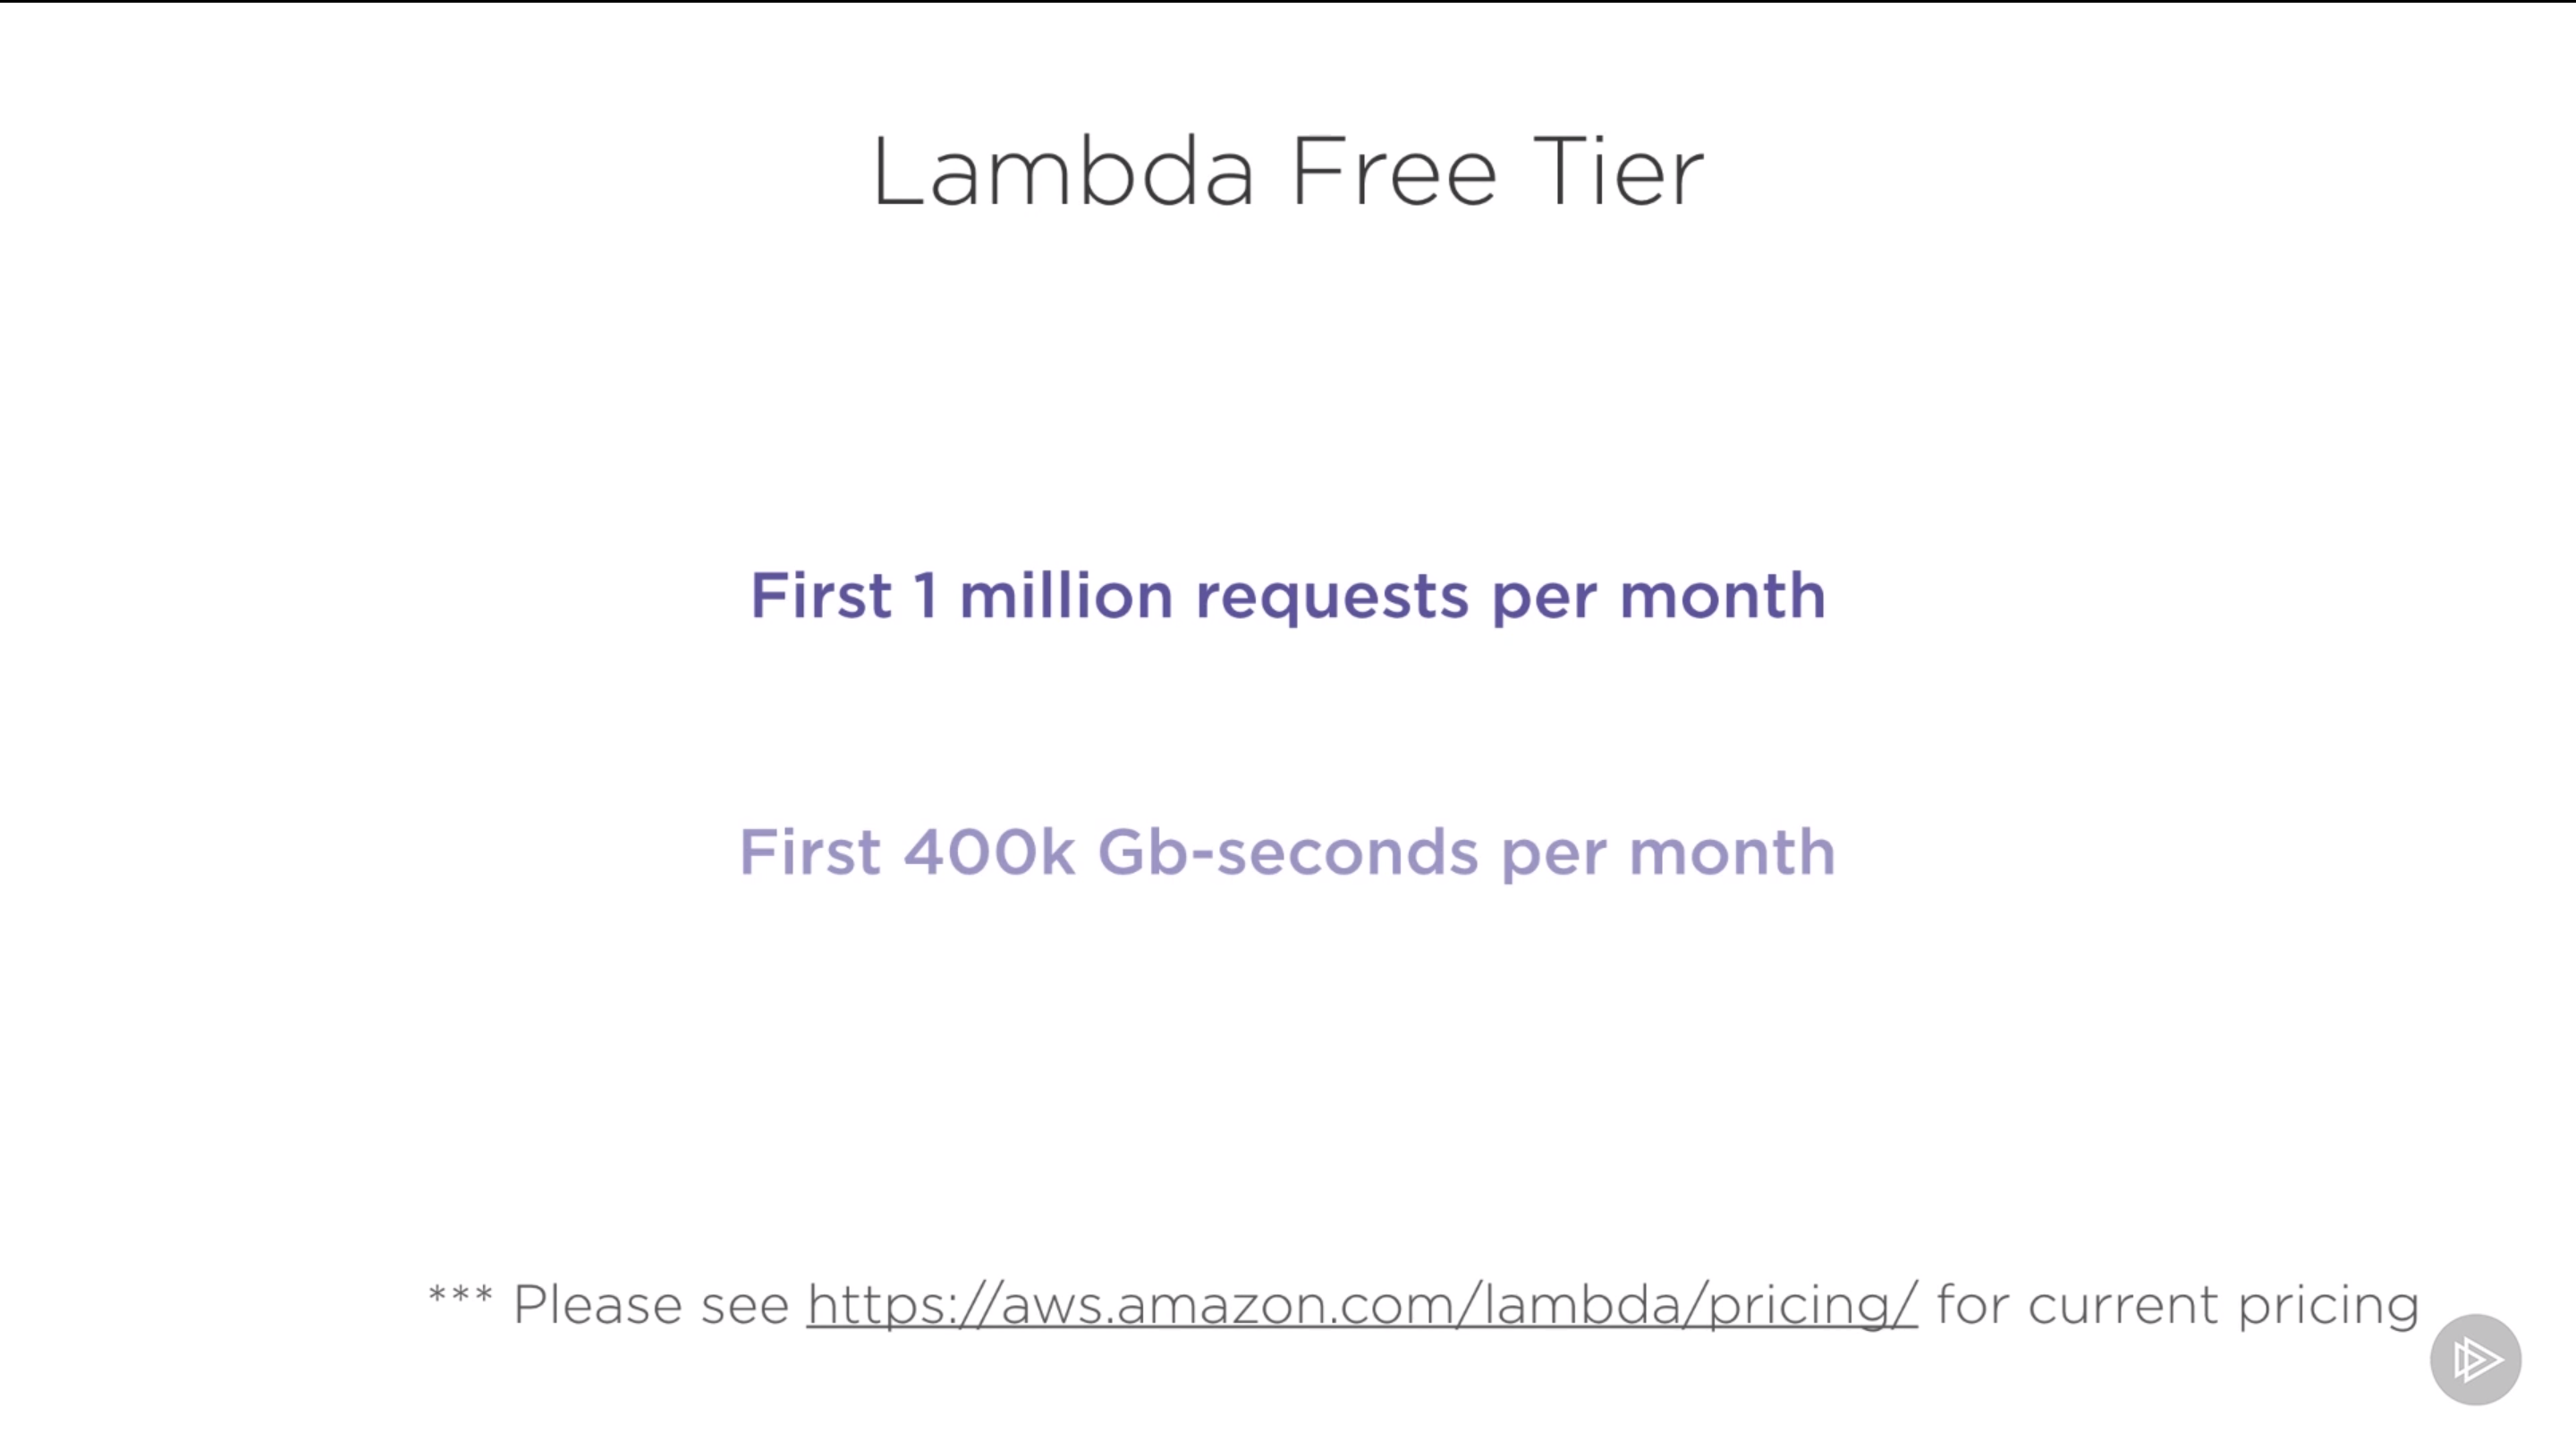 Lambda Free Tier
First 1 million requests per month
First 400k Gb-seconds per month
*** Please see https://aws.amazon.com/lambda/pricing/ for current pricing